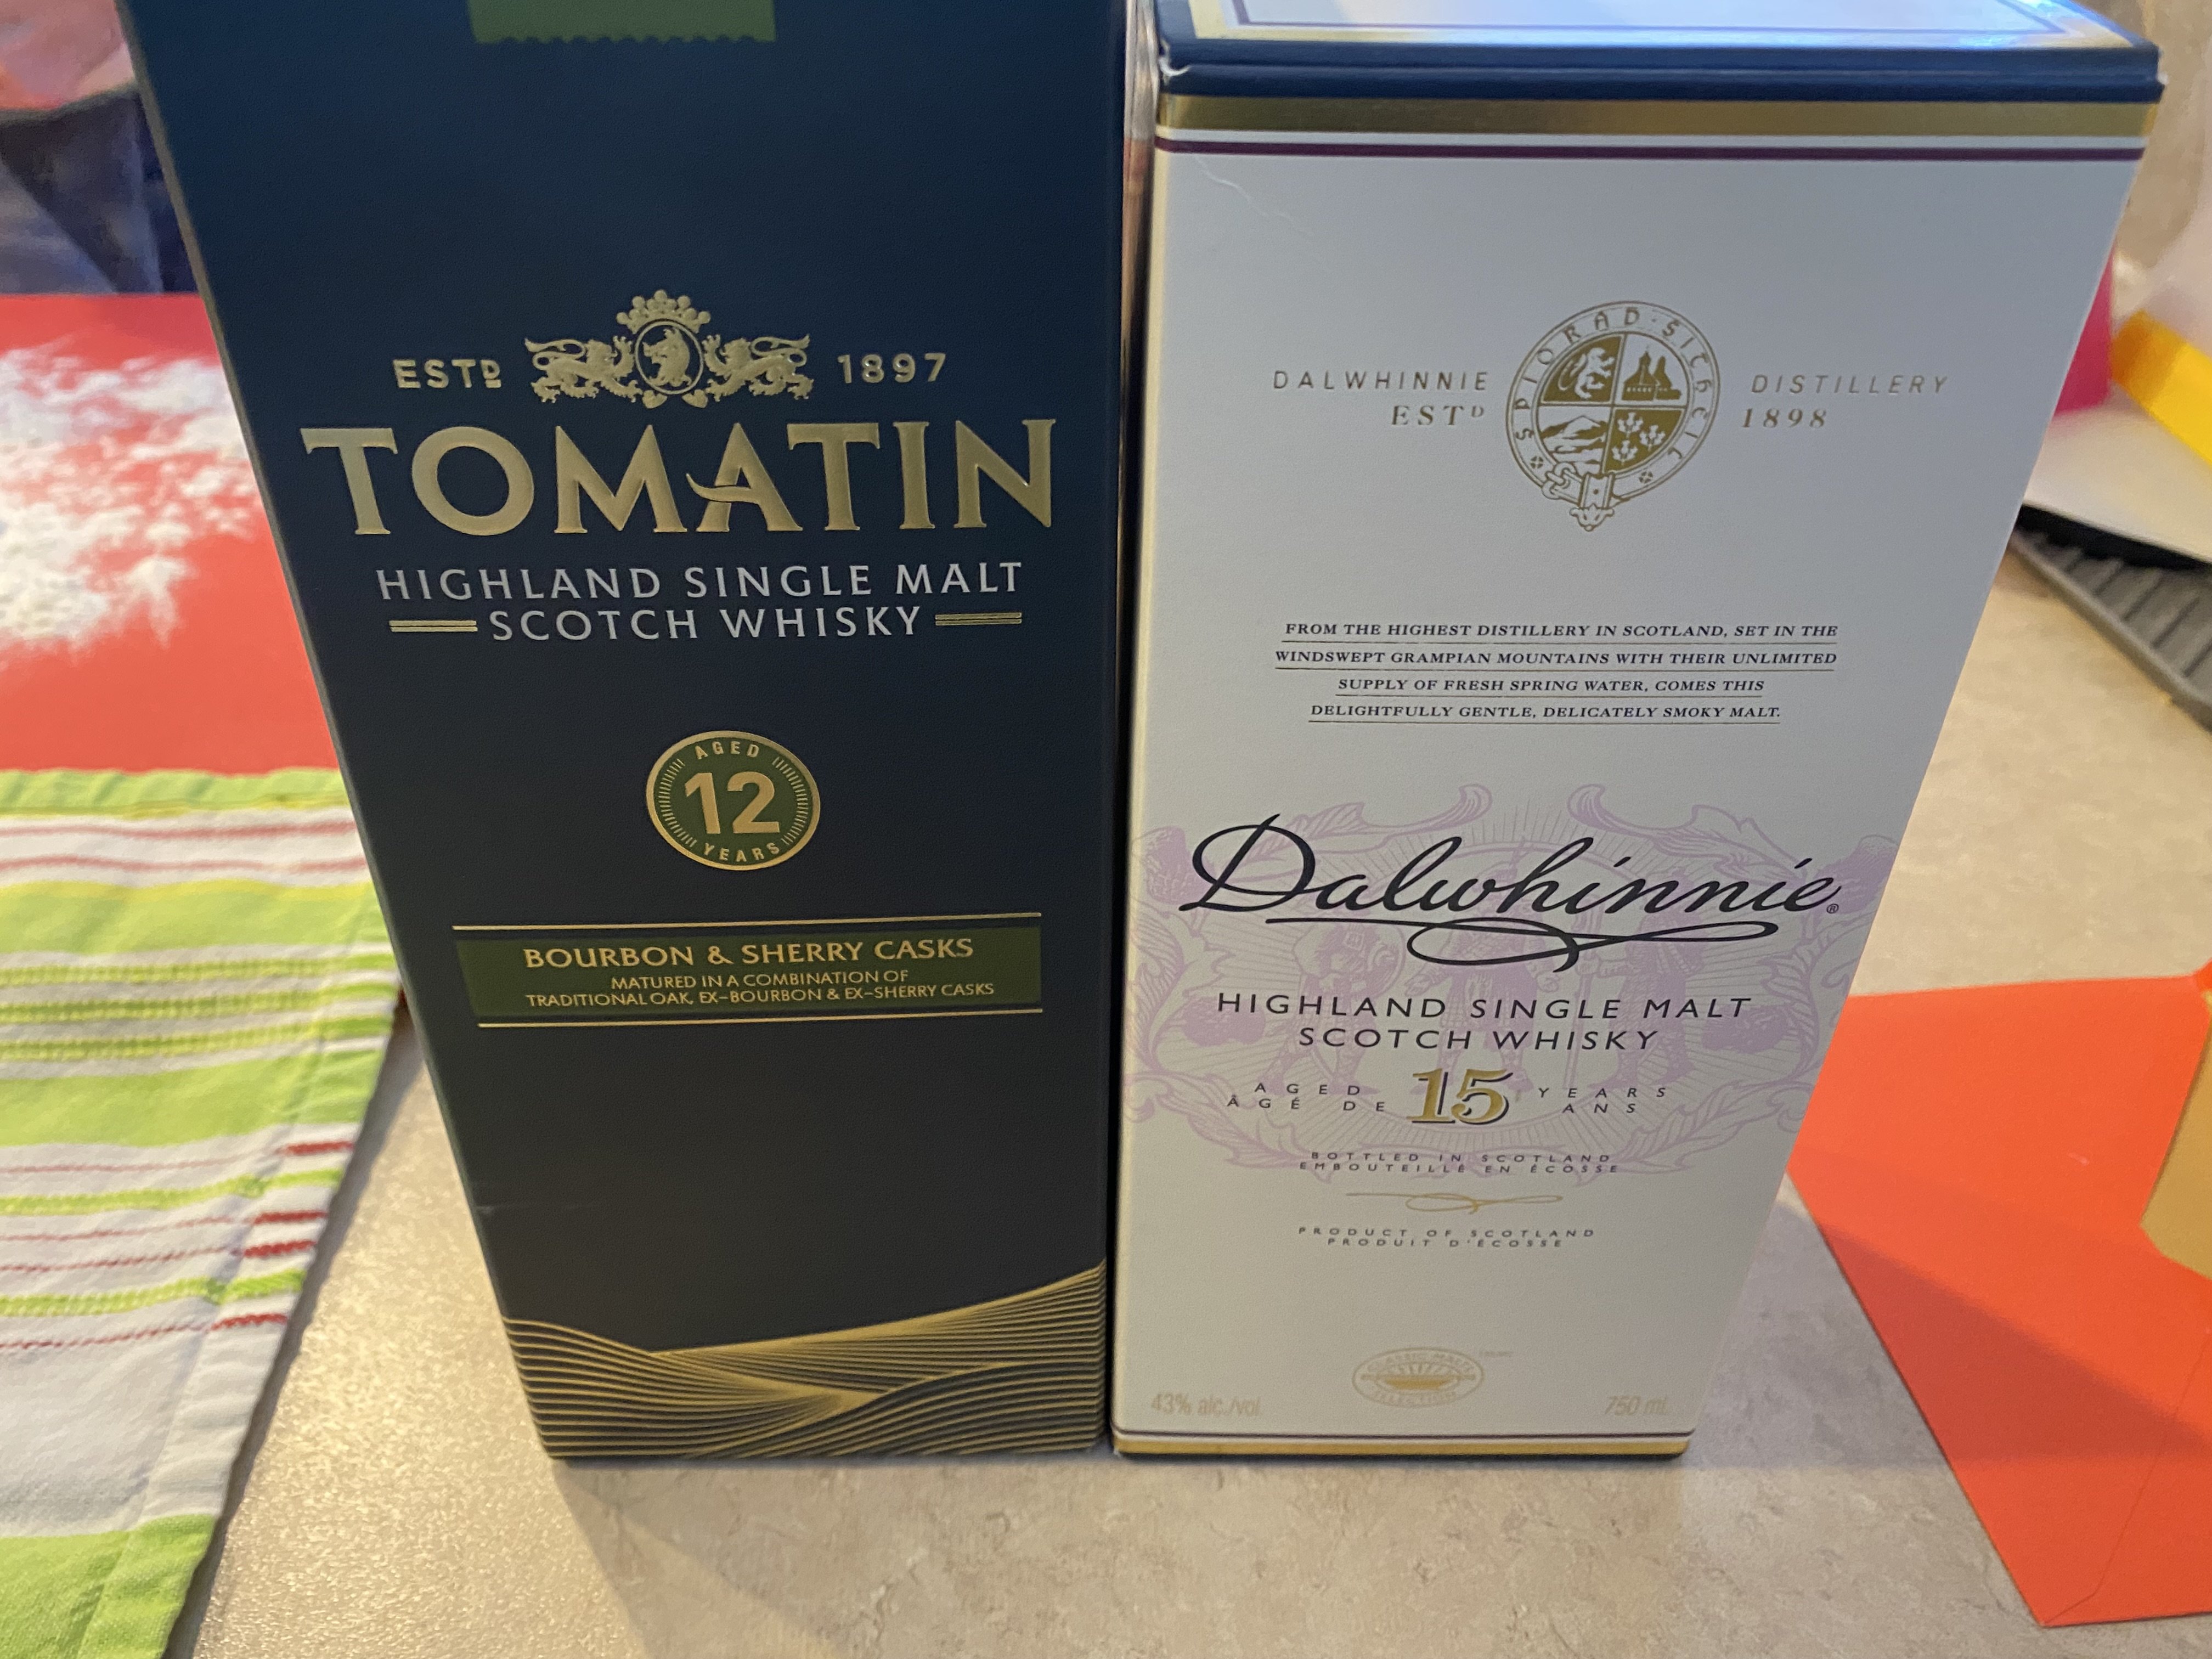 ESTD 1897
TOMATIN
HIGHLAND SINGLE MALT
SCOTCH WHISKY
AGED
12
YEARS
BOURBON & SHERRY CASKS
MATURED IN A COMBINATION OF
TRADITIONAL OAK, EX-BOURBON & EX-SHERRY CASKS
DALWHINNIE DISTILLERY
ESTD 1898
FROM THE HIGHEST DISTILLERY IN SCOTLAND, SET IN THE
WINDSWEPT GRAMPIAN MOUNTAINS WITH THEIR UNLIMITED
SUPPLY OF FRESH SPRING WATER, COMES THIS
DELIGHTFULLY GENTLE, DELICATELY SMOKY MALT.
Dalwhinnie®
HIGHLAND SINGLE MALT
SCOTCH WHISKY
AGED 15 YEARS
ÂGÉ DE ANS
BOTTLED IN SCOTLAND
EMBOUTEILLÉ EN ÉCOSSE
PRODUCT OF SCOTLAND
PRODUIT D'ÉCOSSE
CLASSIC MALTS
SELECTION
43% alc./vol. 750 ml.